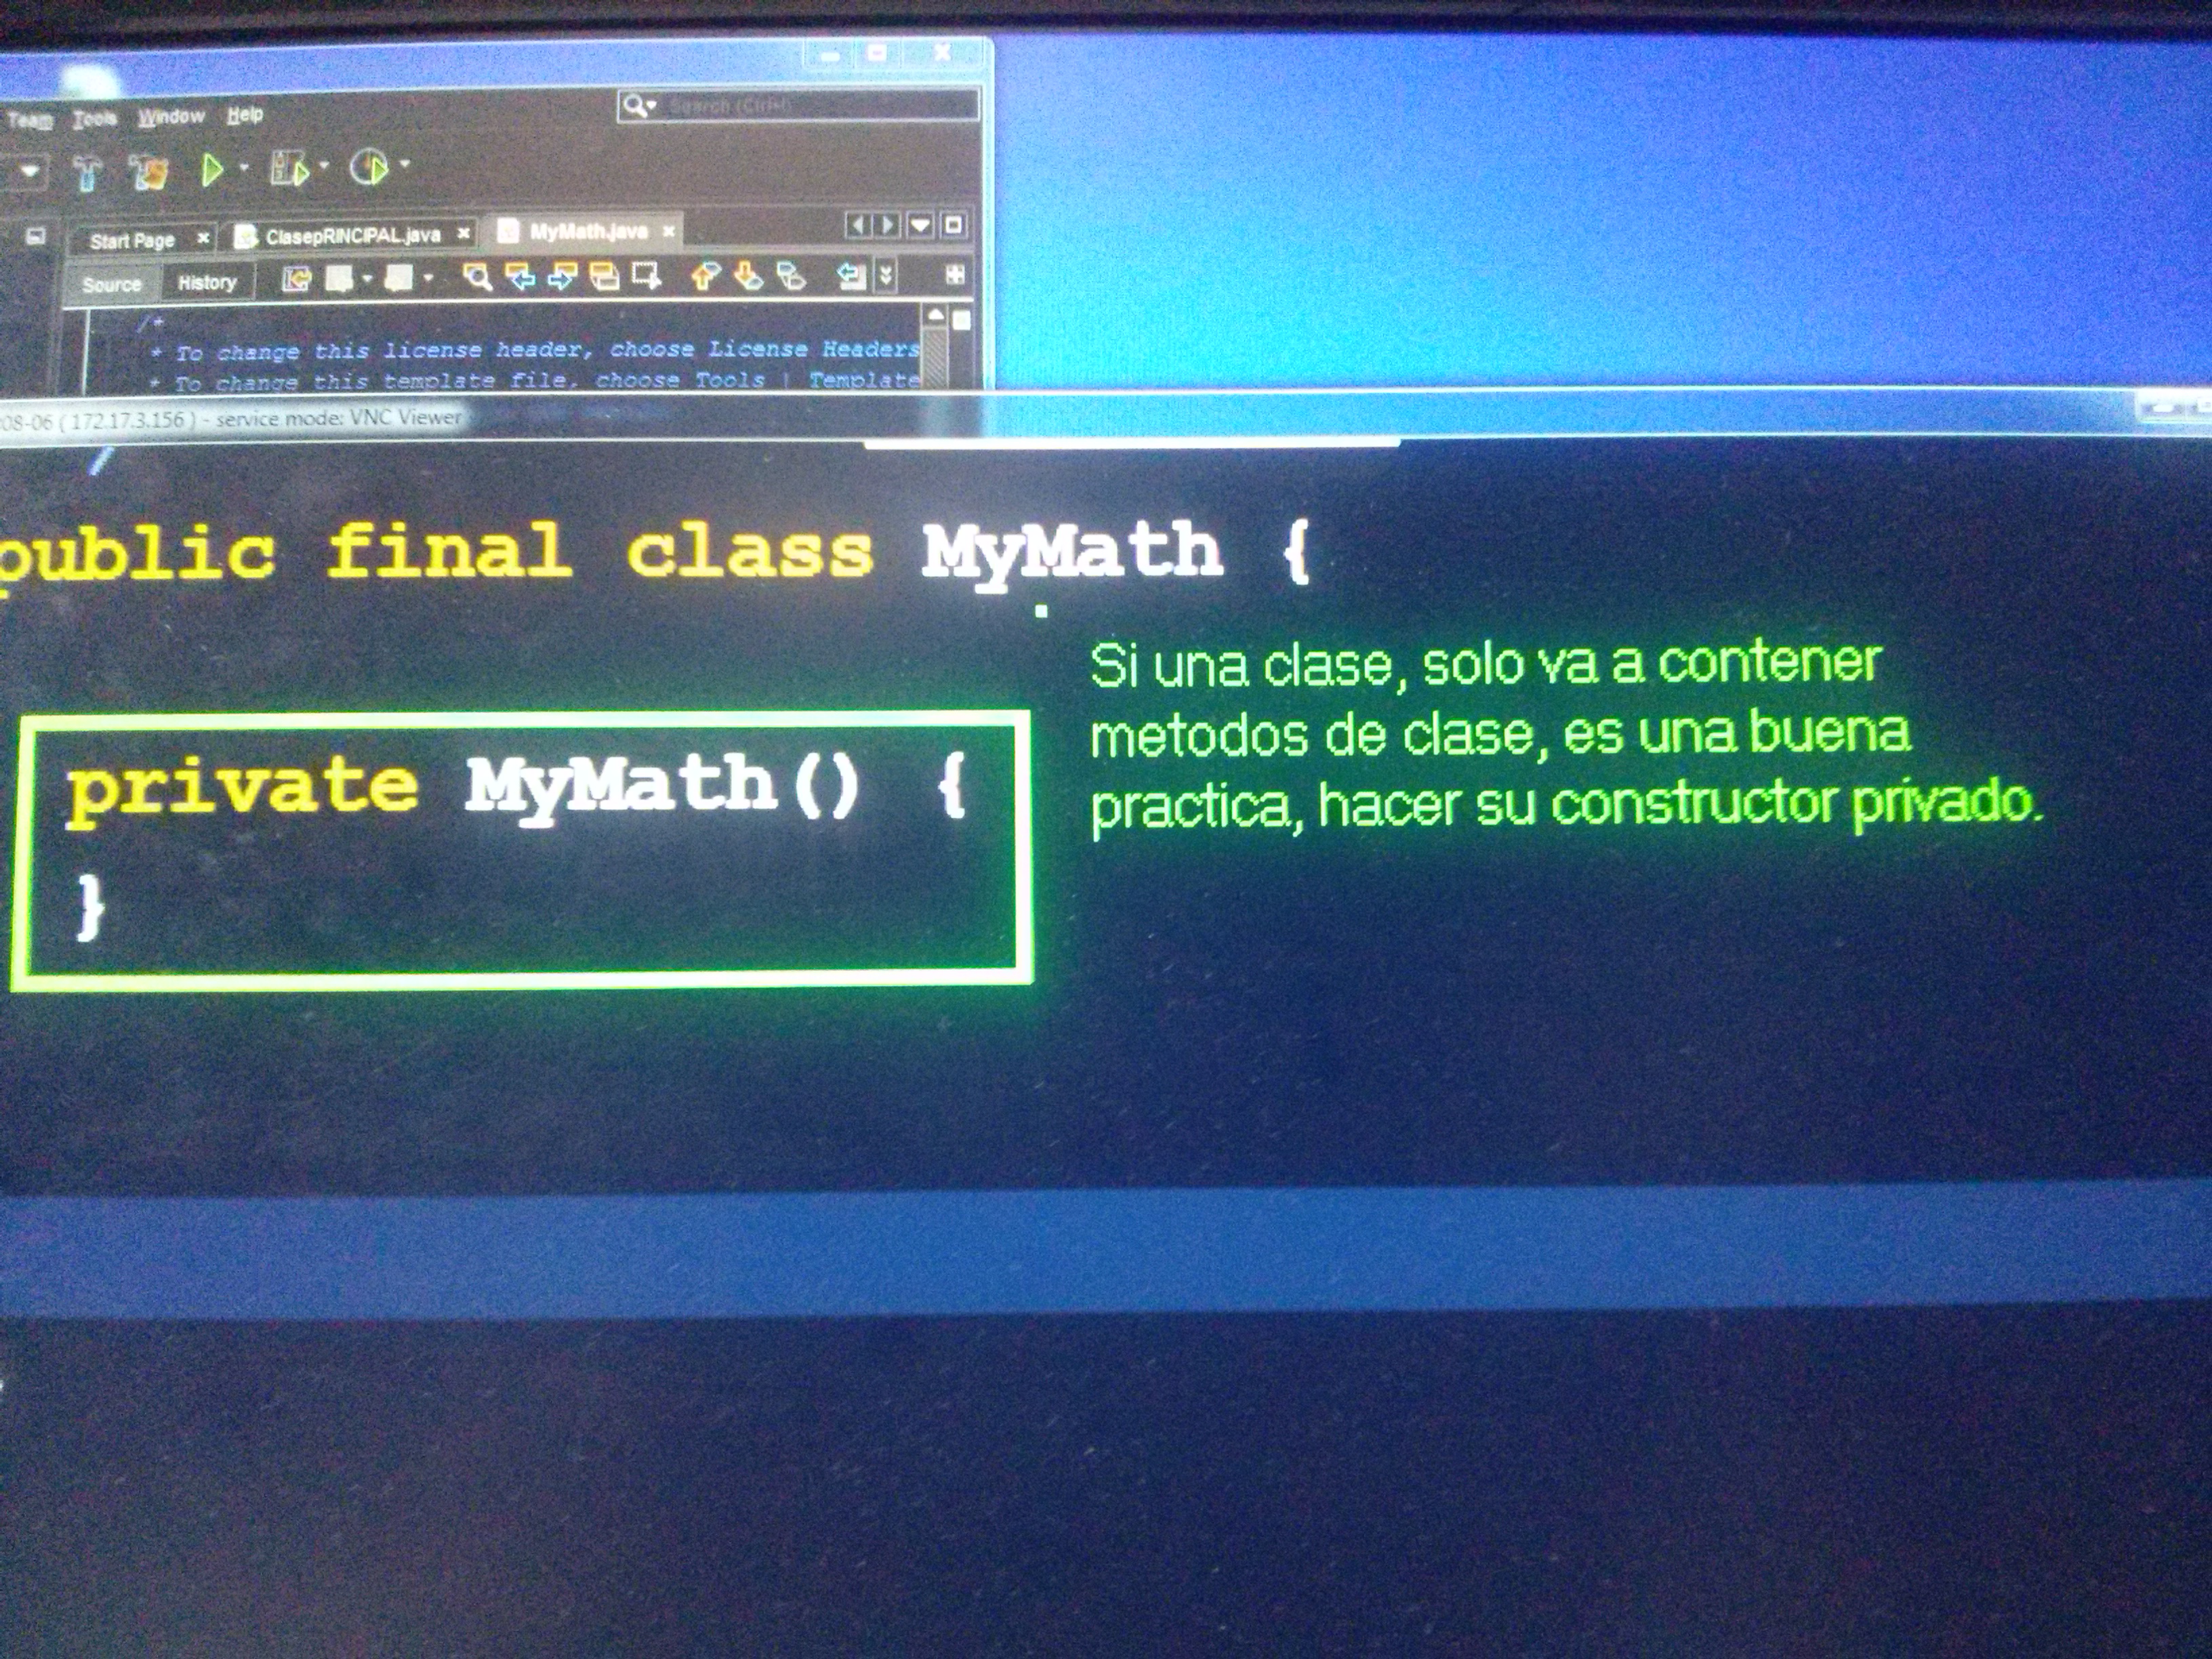 Team Tools Window Help
Search (Ctrl+I)
Start Page ClasepRINCIPAL.java MyMath.java
Source History
/*
* To change this license header, choose License Headers
* To change this template file, choose Tools | Template
08-06 ( 172.17.3.156 ) - service mode: VNC Viewer
/
public final class MyMath {
Si una clase, solo va a contener
metodos de clase, es una buena
practica, hacer su constructor privado.
private MyMath() {
}